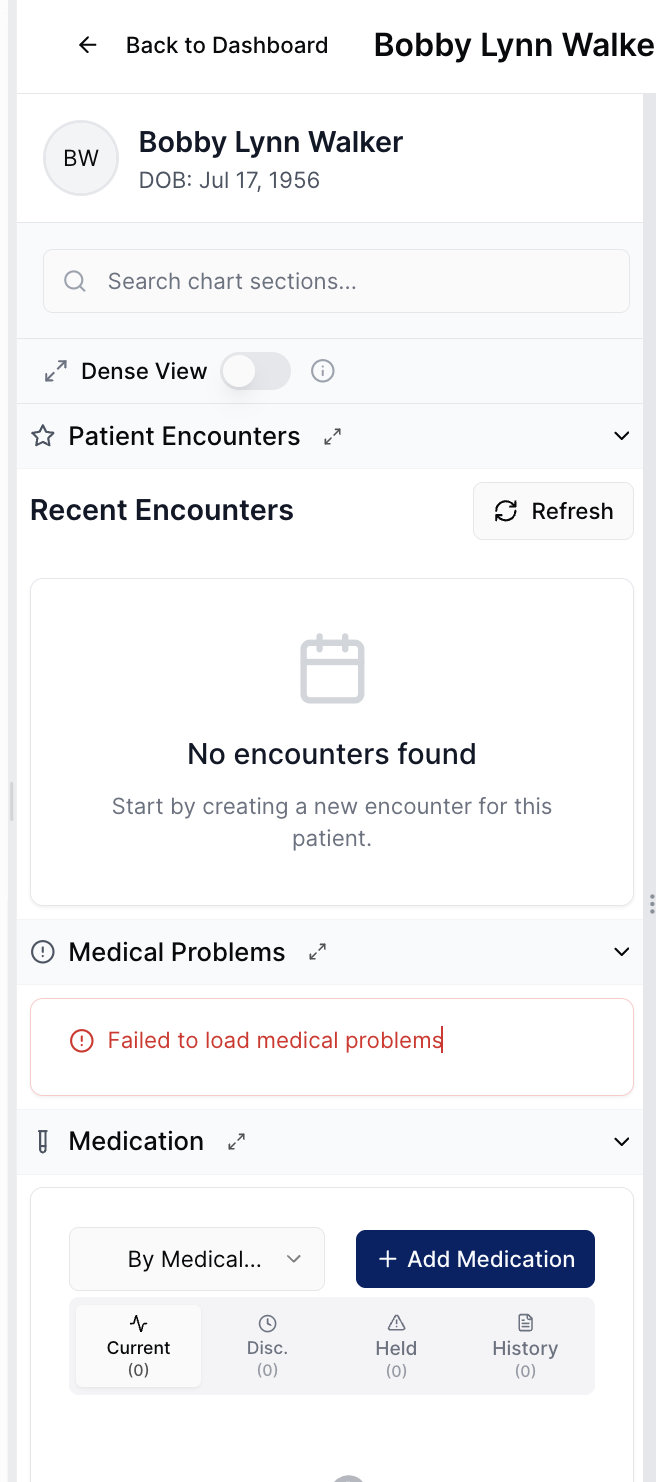 Back to Dashboard
Bobby Lynn Walke
BW
Bobby Lynn Walker
DOB: Jul 17, 1956
Search chart sections...
Dense View
Patient Encounters
Recent Encounters
Refresh
No encounters found
Start by creating a new encounter for this
patient.
Medical Problems
Failed to load medical problems
Medication
By Medical...
Add Medication
Current
(0)
Disc.
(0)
Held
(0)
History
(0)